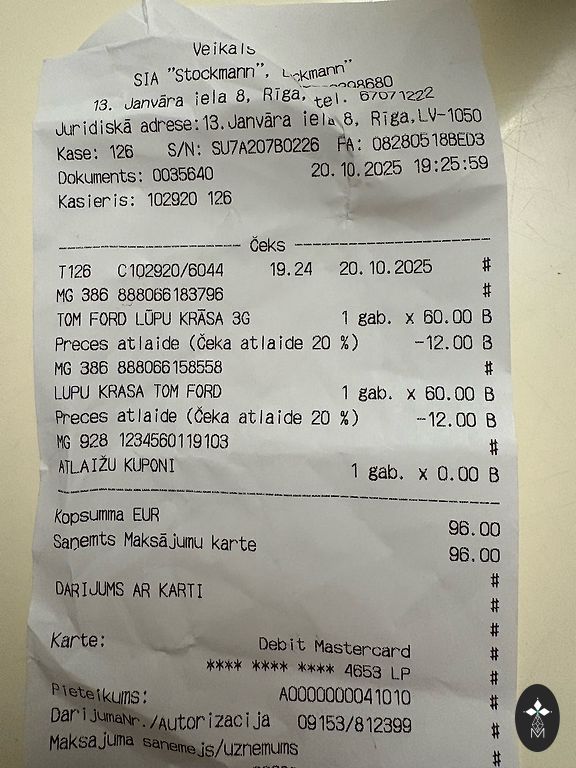 Veikals
SIA "Stockmann",
13. Janvāra iela 8, Rīga, tel. 67071222
Juridiskā adrese:13.Janvāra iela 8, Rīga,LV-1050
Kase: 126 S/N: SU7A207B0226 FA: 08280518BED3
Dokuments: 0035640 20.10.2025 19:25:59
Kasieris: 102920 126
Čeks
T126 C102920/6044 19.24 20.10.2025 #
MG 386 888066183796 #
TOM FORD LŪPU KRĀSA 3G 1 gab. x 60.00 B
Preces atlaide (Čeka atlaide 20 %) -12.00 B
MG 386 888066158558 #
LUPU KRASA TOM FORD 1 gab. x 60.00 B
Preces atlaide (Čeka atlaide 20 %) -12.00 B
MG 928 1234560119103 #
ATLAIŽU KUPONI 1 gab. x 0.00 B
Kopsumma EUR 96.00
Saņemts Maksājumu karte 96.00
#
DARIJUMS AR KARTI #
#
Karte: Debit Mastercard #
**** **** **** 4653 LP #
Pieteikums: A0000000041010 #
DarijumaNr./Autorizacija 09153/812399 #
Maksajuma sanemejs/uznemums #
M